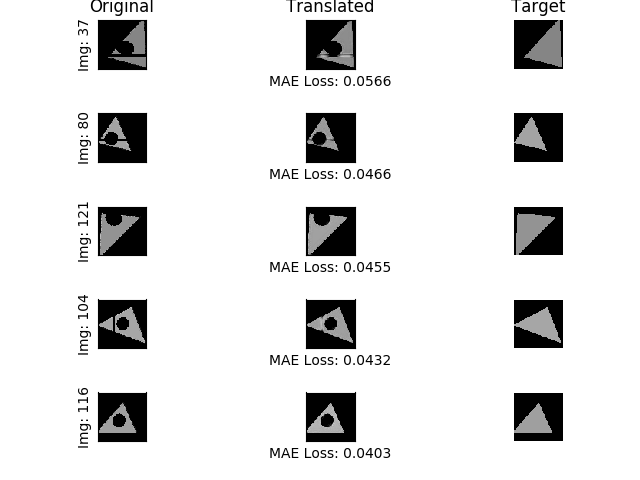 Original Translated Target
Img: 37
MAE Loss: 0.0566
Img: 80
MAE Loss: 0.0466
Img: 121
MAE Loss: 0.0455
Img: 104
MAE Loss: 0.0432
Img: 116
MAE Loss: 0.0403